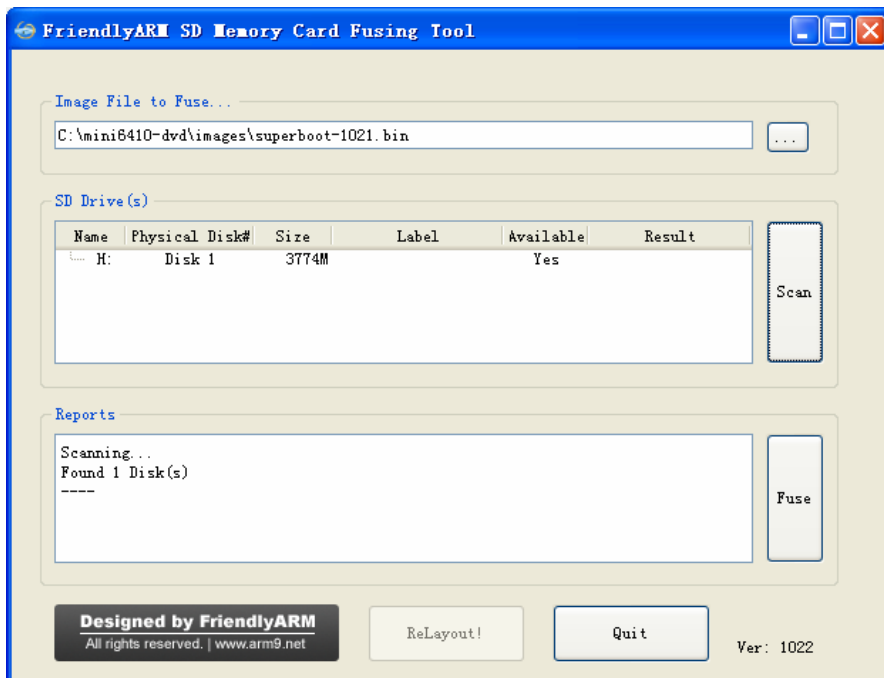 FriendlyARM SD Memory Card Fusing Tool
Image File to Fuse...
C:\mini6410-dvd\images\superboot-1021.bin
...
SD Drive(s)
Name Physical Disk# Size Label Available Result
H: Disk 1 3774M Yes
Scan
Reports
Scanning...
Found 1 Disk(s)
----
Fuse
Designed by FriendlyARM
All rights reserved. | www.arm9.net
ReLayout!
Quit
Ver: 1022